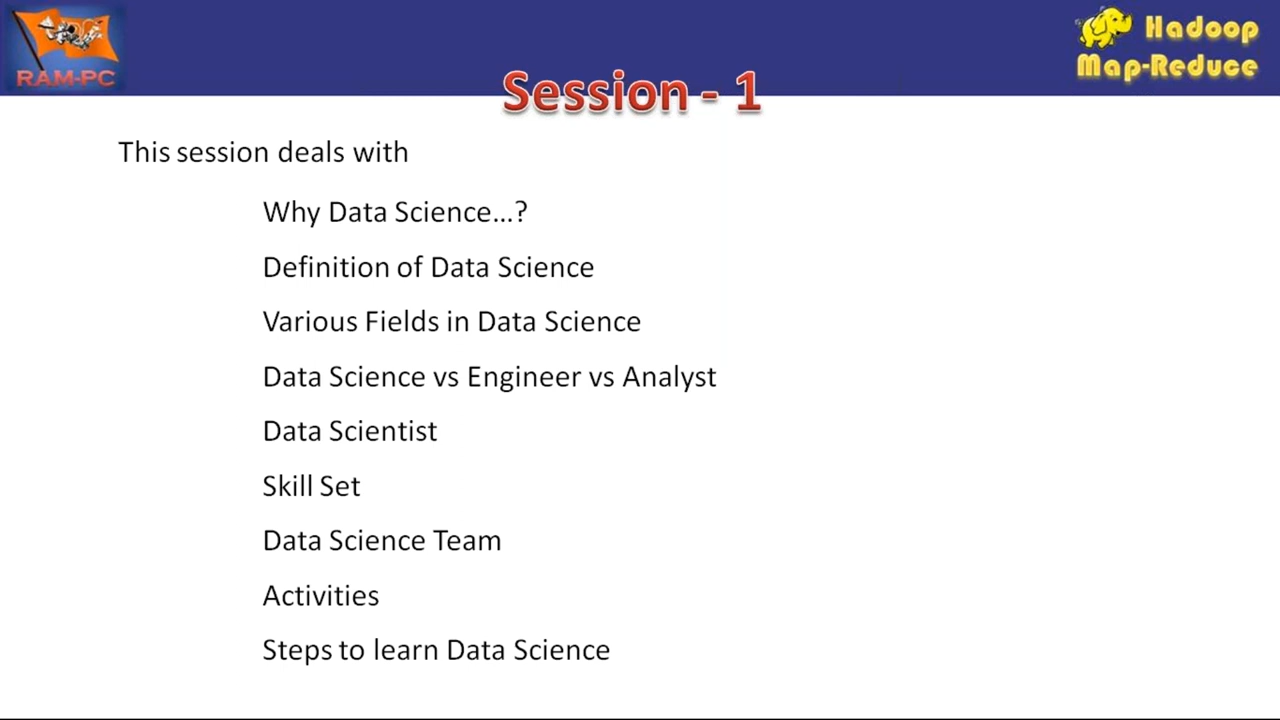 RAM-PC
Hadoop
Map-Reduce
Session - 1
This session deals with
Why Data Science...?
Definition of Data Science
Various Fields in Data Science
Data Science vs Engineer vs Analyst
Data Scientist
Skill Set
Data Science Team
Activities
Steps to learn Data Science